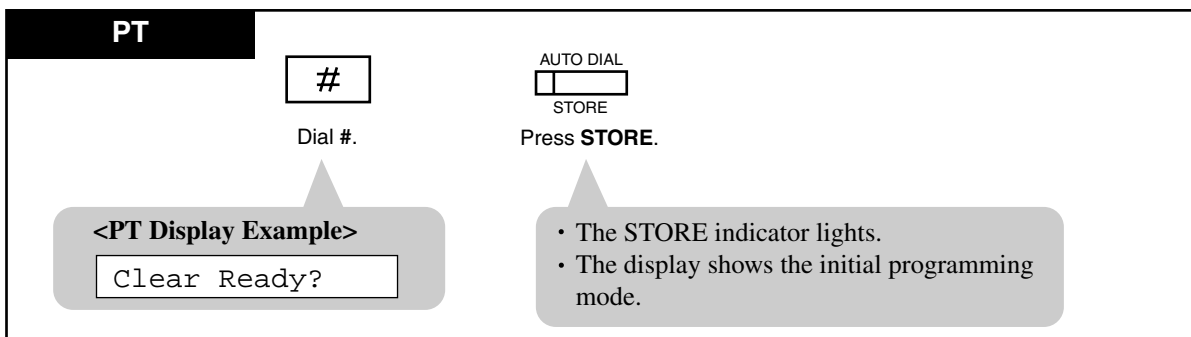 PT
#
AUTO DIAL
STORE
Dial #.
Press STORE.
<PT Display Example>
Clear Ready?
· The STORE indicator lights.
· The display shows the initial programming
mode.